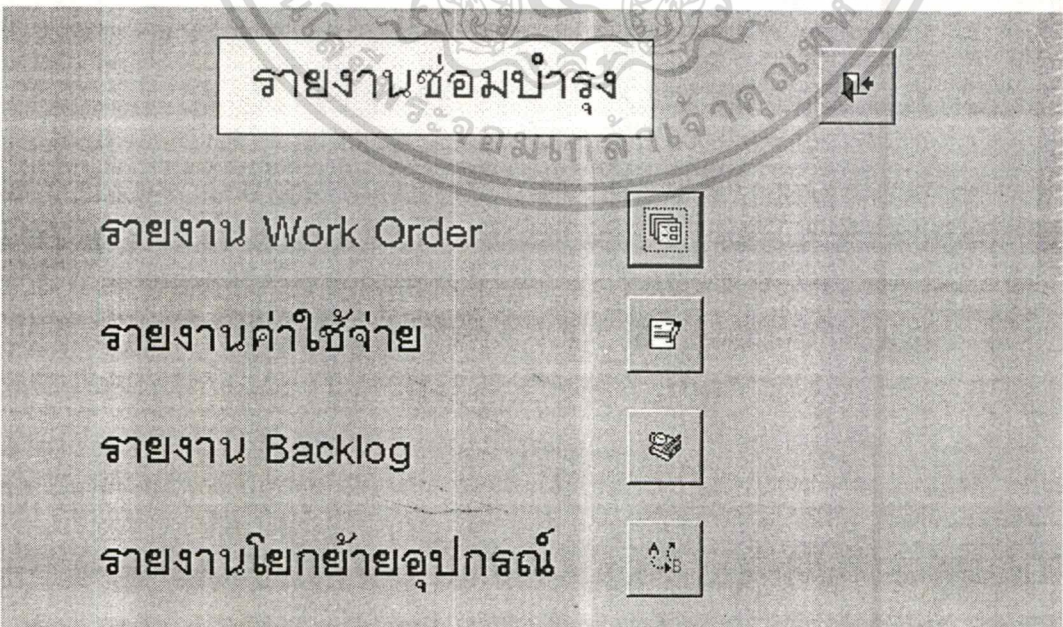 รายงานซ่อมบำรุง
รายงาน Work Order
รายงานค่าใช้จ่าย
รายงาน Backlog
รายงานโยกย้ายอุปกรณ์
A
B